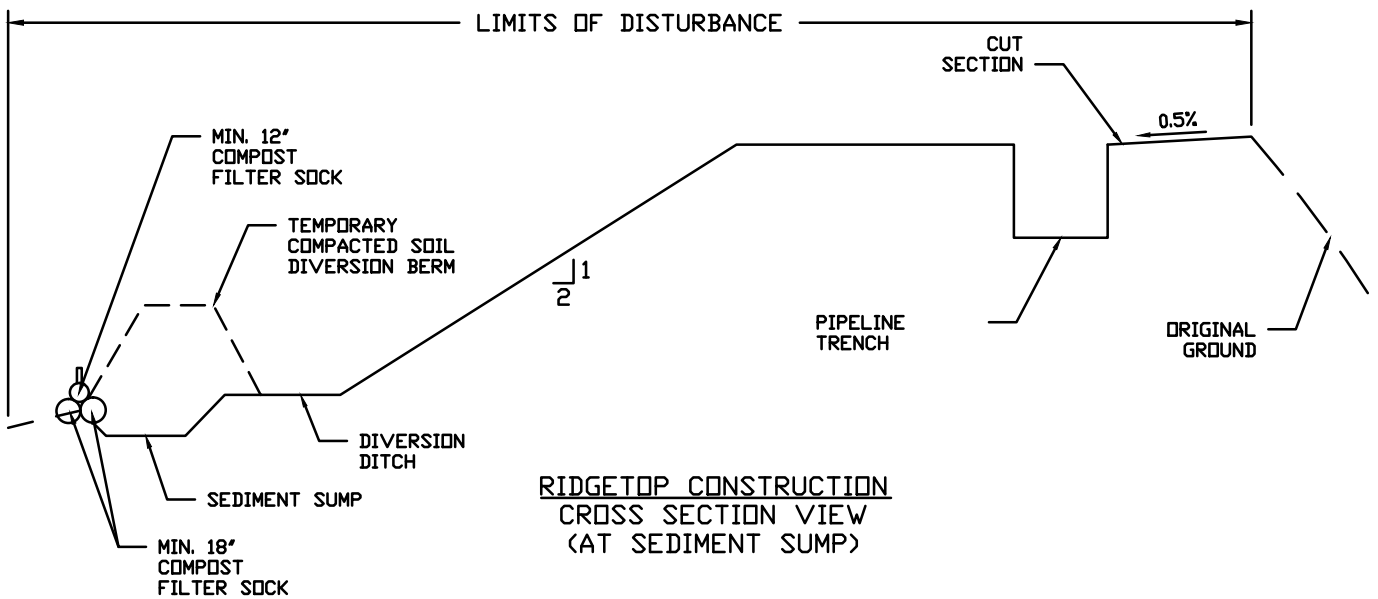 LIMITS OF DISTURBANCE
CUT
SECTION
0.5%
MIN. 12"
COMPOST
FILTER SOCK
TEMPORARY
COMPACTED SOIL
DIVERSION BERM
1
2
PIPELINE
TRENCH
ORIGINAL
GROUND
DIVERSION
DITCH
SEDIMENT SUMP
MIN. 18"
COMPOST
FILTER SOCK
RIDGETOP CONSTRUCTION
CROSS SECTION VIEW
(AT SEDIMENT SUMP)